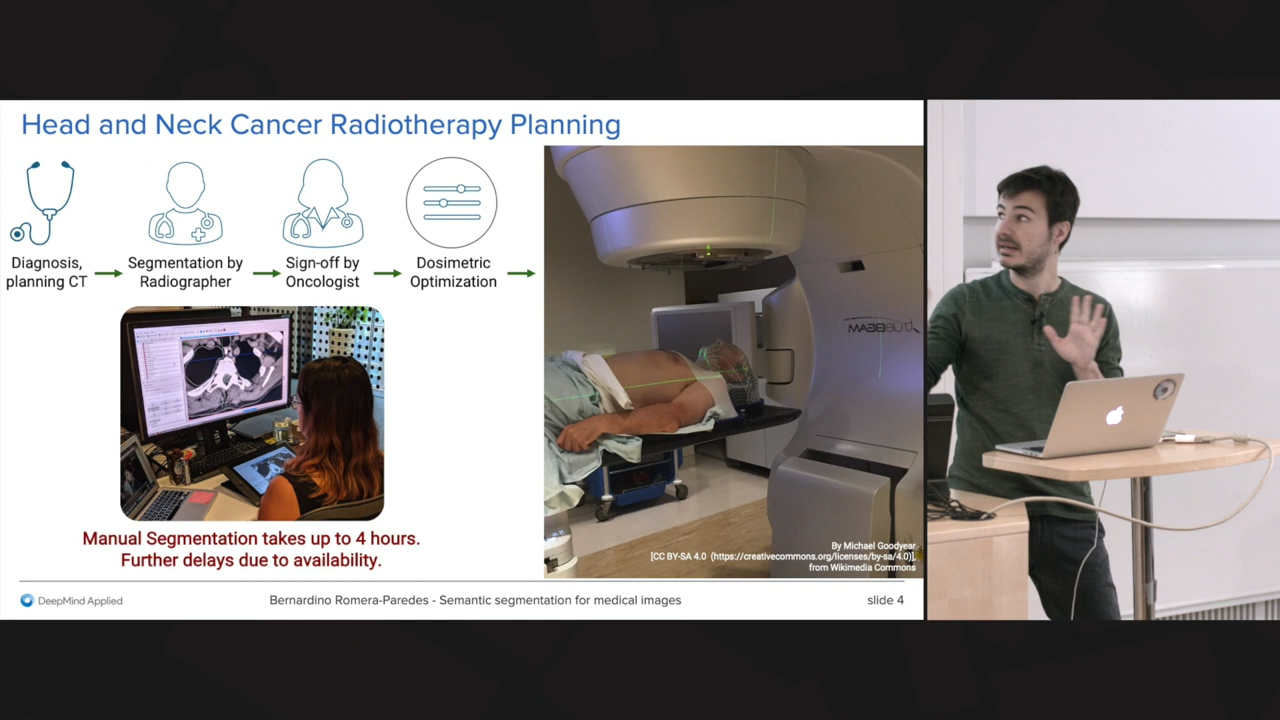 Head and Neck Cancer Radiotherapy Planning
Diagnosis,
planning CT
Segmentation by
Radiographer
Sign-off by
Oncologist
Dosimetric
Optimization
Manual Segmentation takes up to 4 hours.
Further delays due to availability.
By Michael Goodyear
[CC BY-SA 4.0 (https://creativecommons.org/licenses/by-sa/4.0)],
from Wikimedia Commons
DeepMind Applied
Bernardino Romera-Paredes - Semantic segmentation for medical images
slide 4